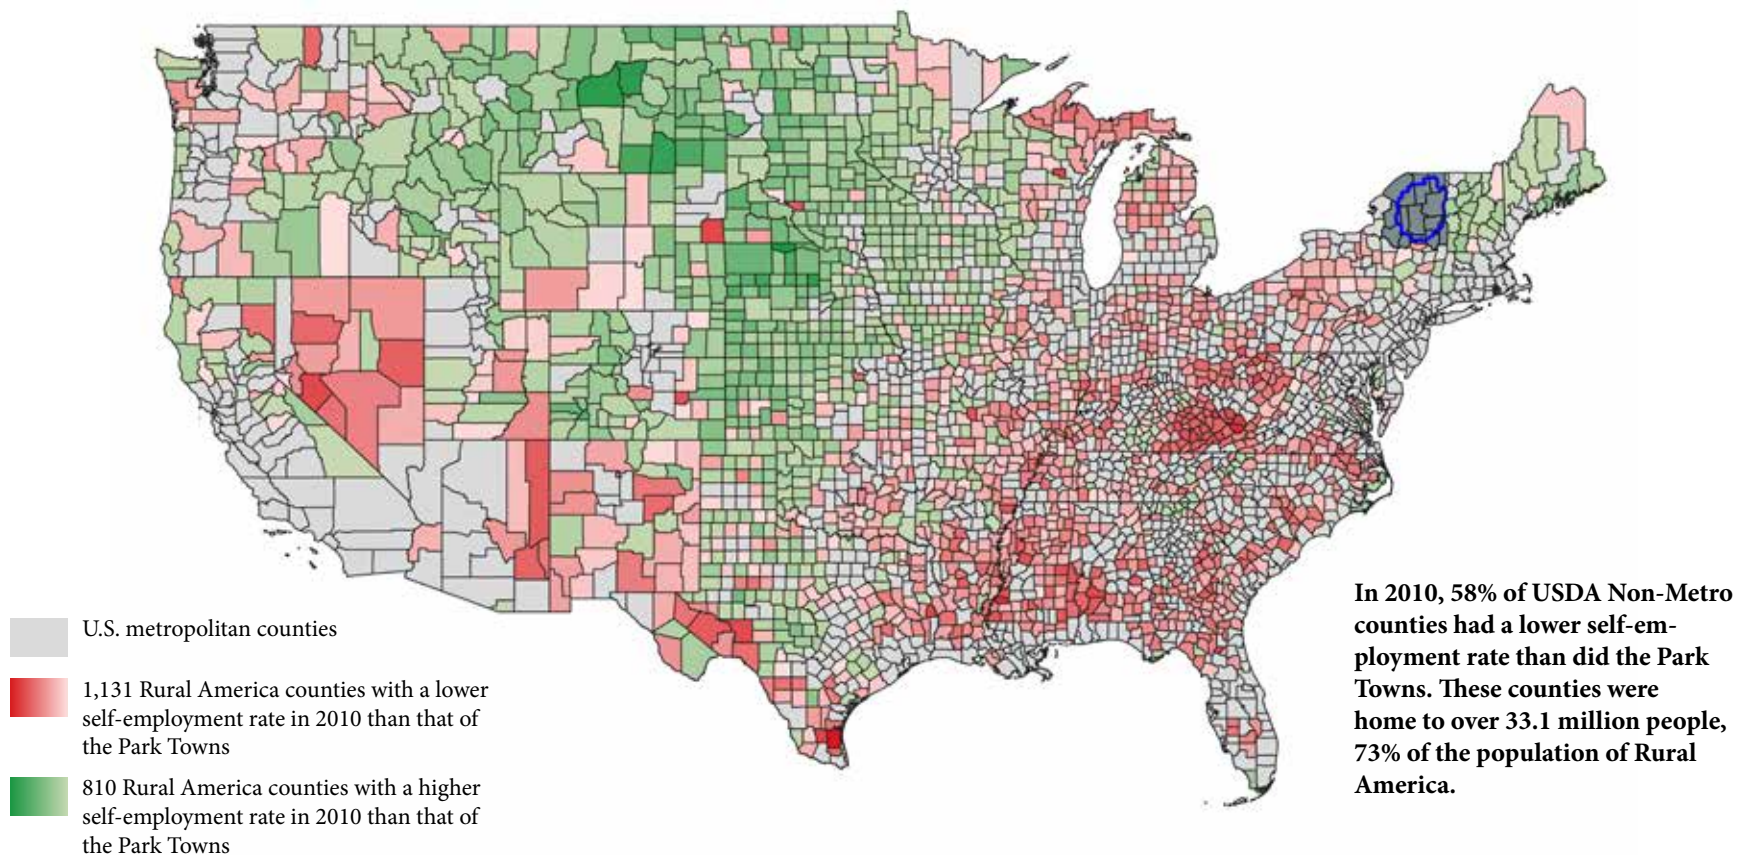 U.S. metropolitan counties
1,131 Rural America counties with a lower
self-employment rate in 2010 than that of
the Park Towns
810 Rural America counties with a higher
self-employment rate in 2010 than that of
the Park Towns
In 2010, 58% of USDA Non-Metro
counties had a lower self-em-
ployment rate than did the Park
Towns. These counties were
home to over 33.1 million people,
73% of the population of Rural
America.